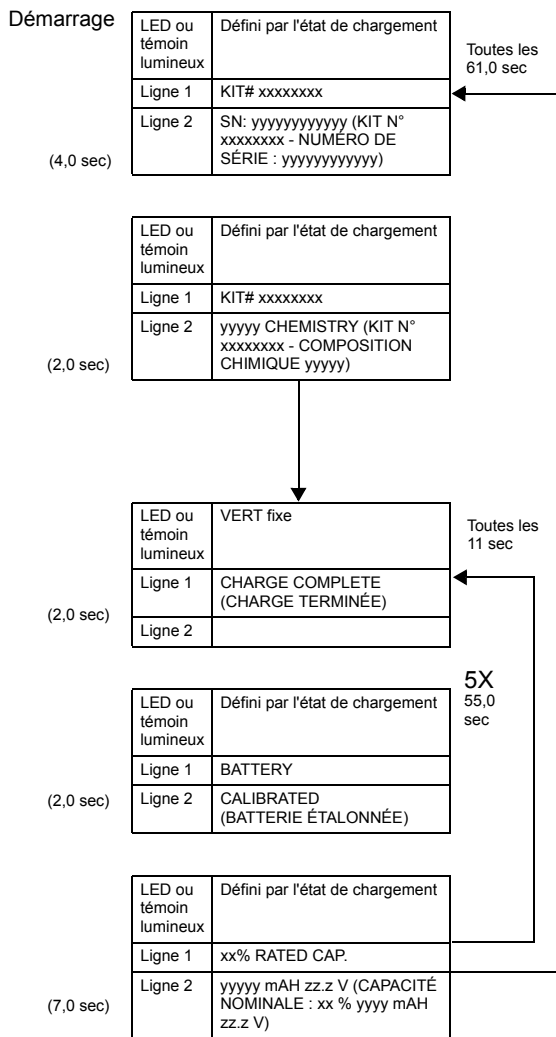 Démarrage
LED ou témoin lumineux
Défini par l'état de chargement
Toutes les
61,0 sec
Ligne 1
KIT# xxxxxxxx
Ligne 2
SN: yyyyyyyyyyyy (KIT N°
xxxxxxxx - NUMÉRO DE
SÉRIE : yyyyyyyyyyyy)
(4,0 sec)
LED ou témoin lumineux
Défini par l'état de chargement
Ligne 1
KIT# xxxxxxxx
Ligne 2
yyyyy CHEMISTRY (KIT N°
xxxxxxxx - COMPOSITION
CHIMIQUE yyyyy)
(2,0 sec)
LED ou témoin lumineux
VERT fixe
Toutes les
11 sec
Ligne 1
CHARGE COMPLETE
(CHARGE TERMINÉE)
(2,0 sec)
Ligne 2
5X
55,0
sec
LED ou témoin lumineux
Défini par l'état de chargement
Ligne 1
BATTERY
(2,0 sec)
Ligne 2
CALIBRATED
(BATTERIE ÉTALONNÉE)
LED ou témoin lumineux
Défini par l'état de chargement
Ligne 1
xx% RATED CAP.
Ligne 2
yyyyy mAH zz.z V (CAPACITÉ
NOMINALE : xx % yyyy mAH
zz.z V)
(7,0 sec)